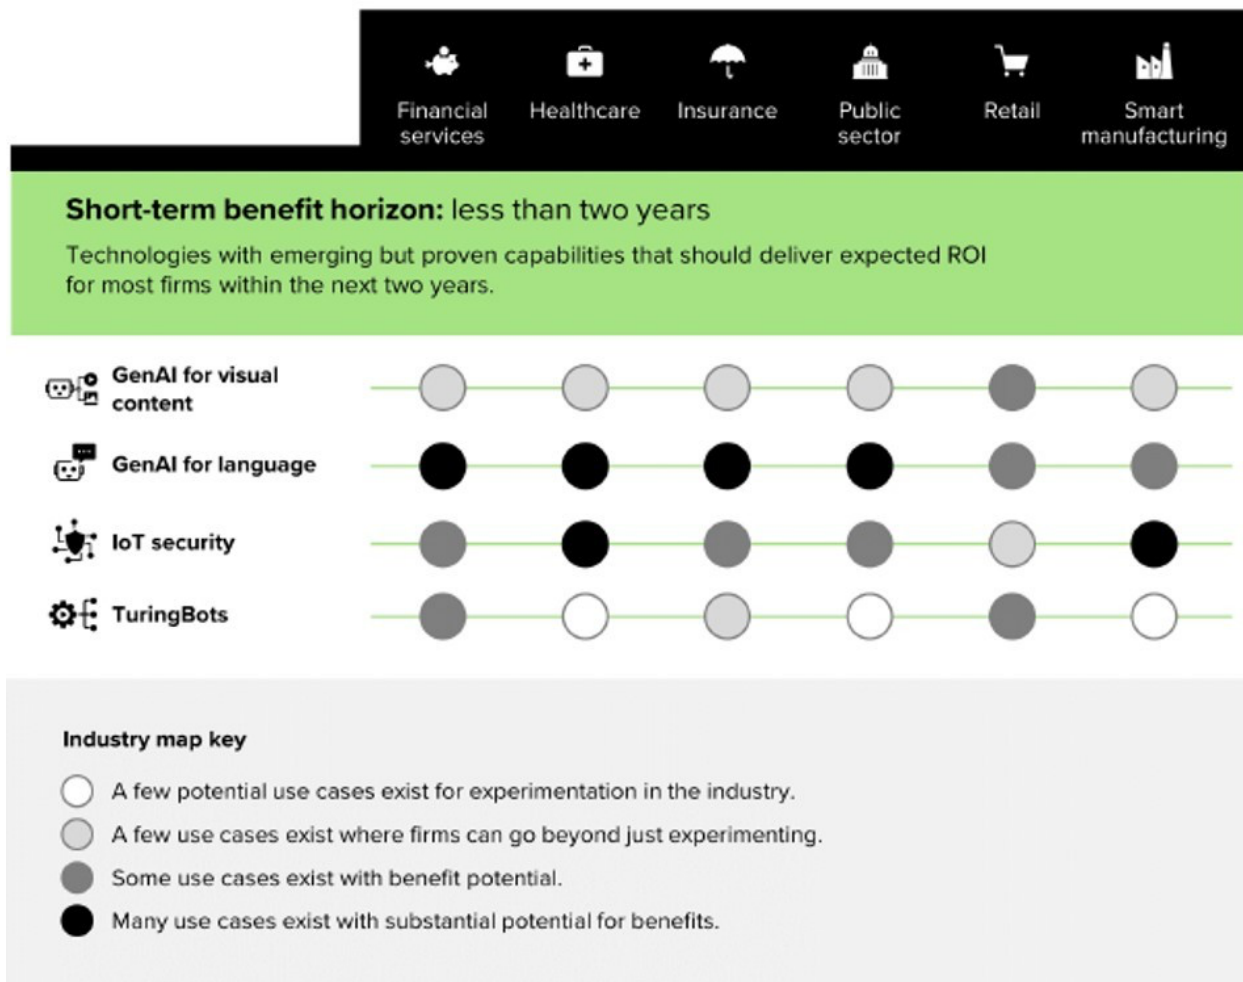 Financial
services
Healthcare
Insurance
Public
sector
Retail
Smart
manufacturing
Short-term benefit horizon: less than two years
Technologies with emerging but proven capabilities that should deliver expected ROI
for most firms within the next two years.
GenAI for visual
content
GenAI for language
IoT security
TuringBots
Industry map key
A few potential use cases exist for experimentation in the industry.
A few use cases exist where firms can go beyond just experimenting.
Some use cases exist with benefit potential.
Many use cases exist with substantial potential for benefits.